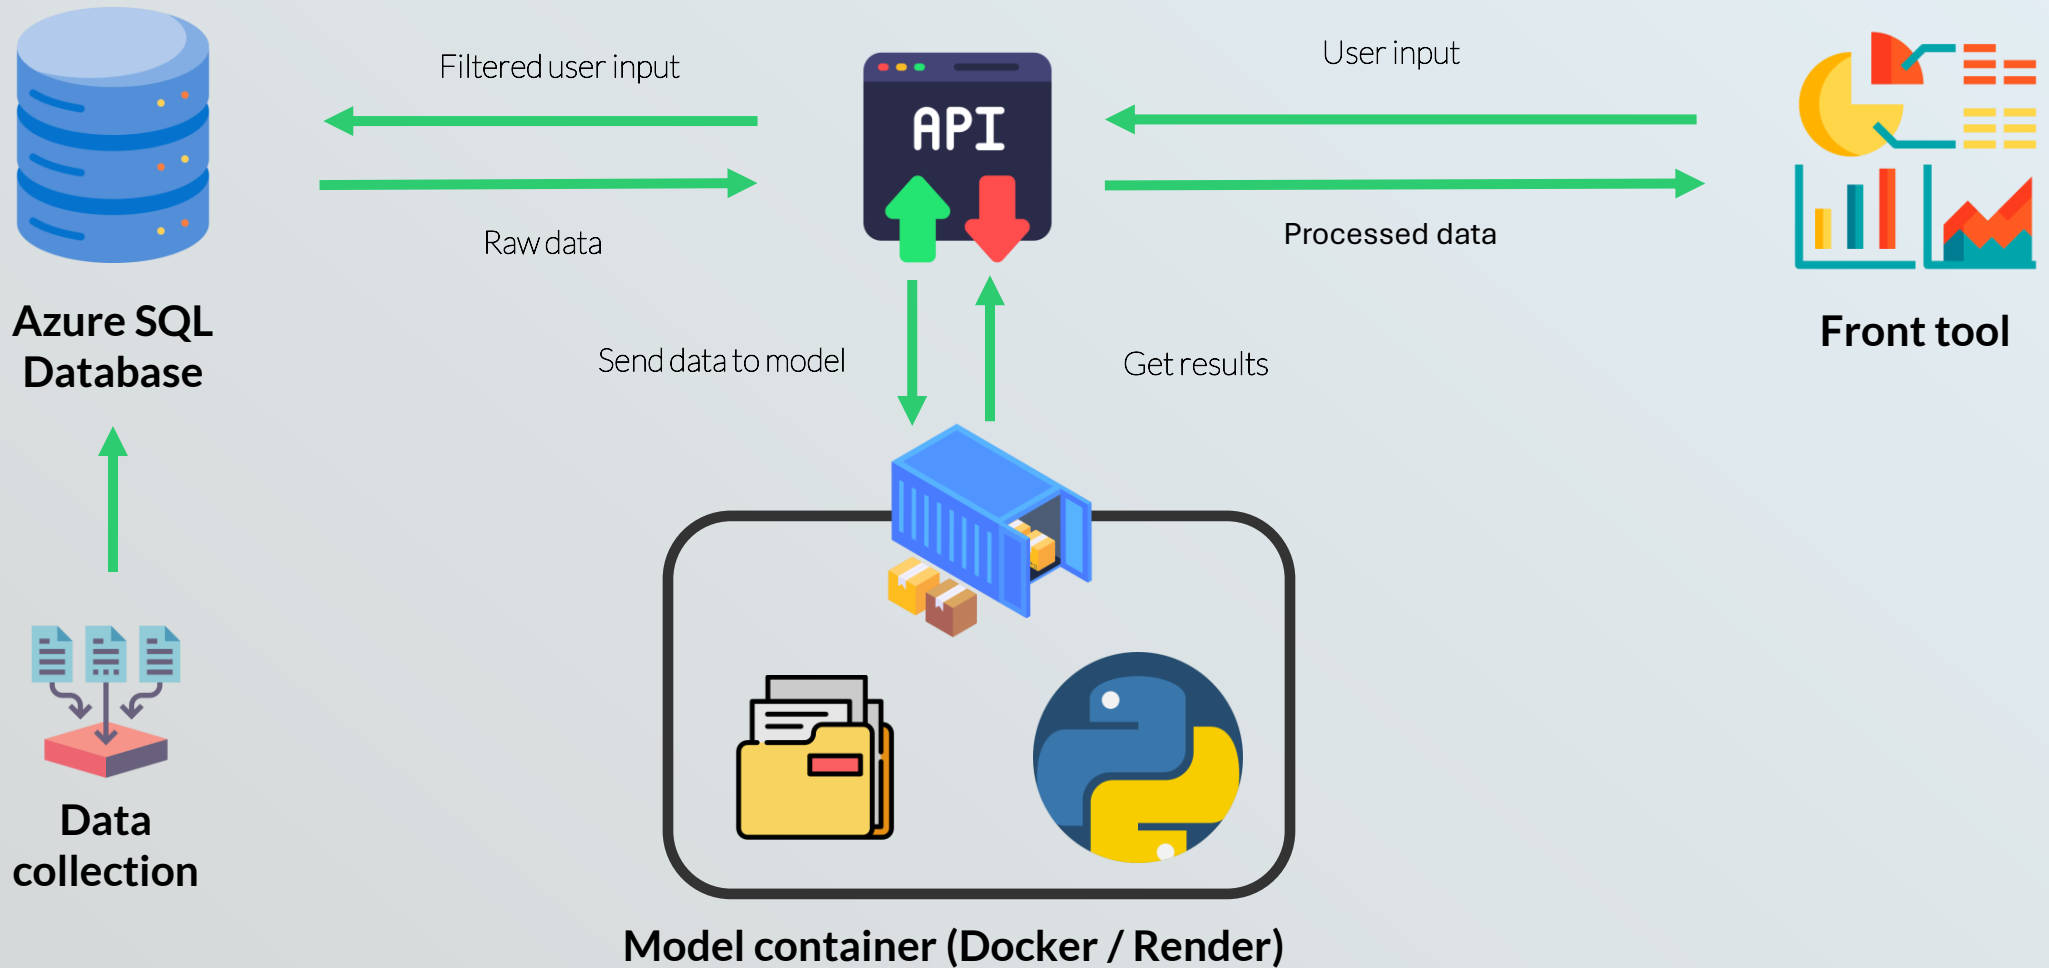 Filtered user input
API
User input
Raw data
Processed data
Azure SQL
Database
Front tool
Send data to model
Get results
Data
collection
Model container (Docker / Render)